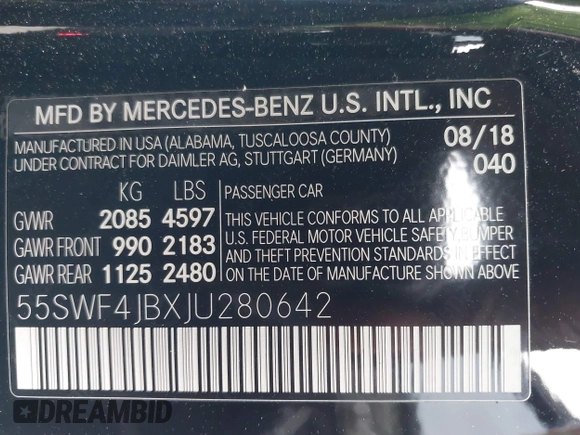 MFD BY MERCEDES-BENZ U.S. INTL., INC
MANUFACTURED IN USA (ALABAMA, TUSCALOOSA COUNTY) 08/18
UNDER CONTRACT FOR DAIMLER AG, STUTTGART (GERMANY) 040
KG LBS PASSENGER CAR
GVWR 2085 4597 THIS VEHICLE CONFORMS TO ALL APPLICABLE
GAWR FRONT 990 2183 U.S. FEDERAL MOTOR VEHICLE SAFETY, BUMPER
AND THEFT PREVENTION STANDARDS IN EFFECT
GAWR REAR 1125 2480 ON THE DATE OF MANUFACTURE SHOWN ABOVE
55SWF4JBXJU280642
DREAMBID